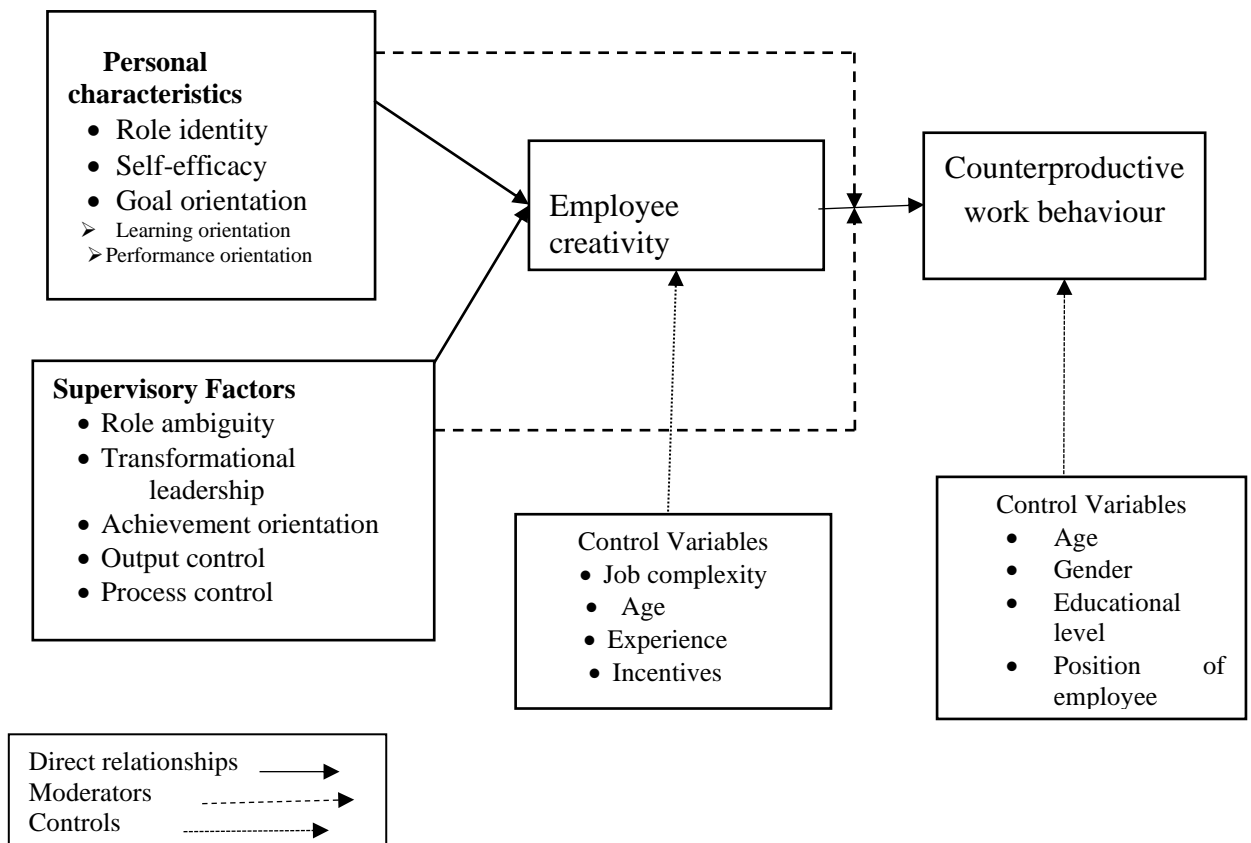 Personal
characteristics
• Role identity
• Self-efficacy
• Goal orientation
➢ Learning orientation
➢ Performance orientation
Employee
creativity
Counterproductive
work behaviour
Supervisory Factors
• Role ambiguity
• Transformational
leadership
• Achievement orientation
• Output control
• Process control
Control Variables
• Job complexity
• Age
• Experience
• Incentives
Control Variables
• Age
• Gender
• Educational
level
• Position of
employee
Direct relationships
Moderators
Controls